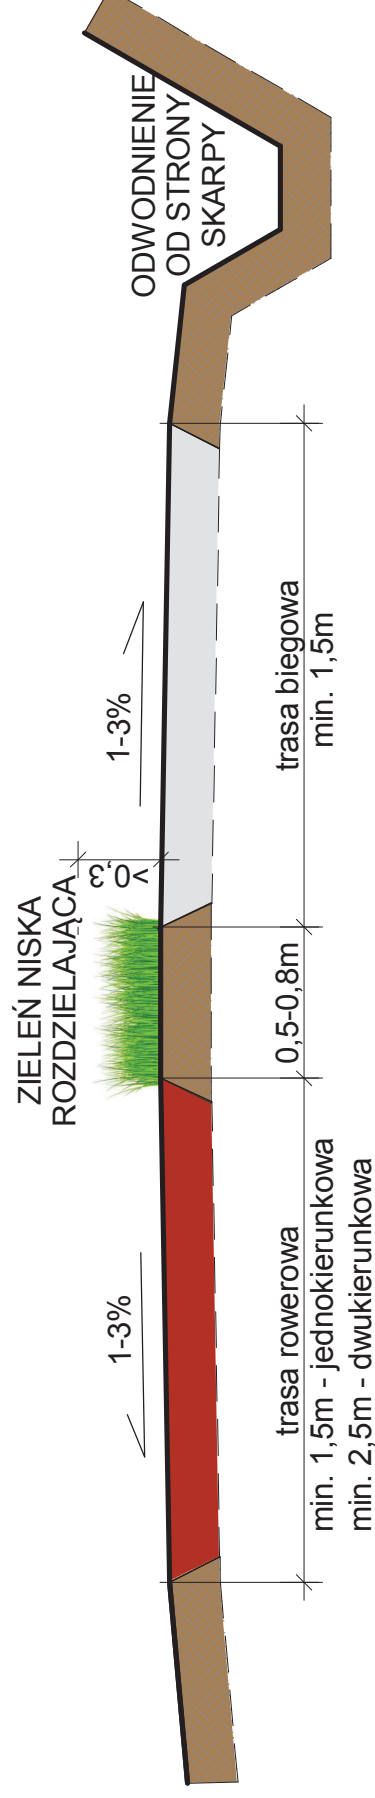 ZIELEŃ NISKA
ROZDZIELAJĄCA
ODWODNIENIE
OD STRONY
SKARPY
1-3%
<0,3
1-3%
trasa rowerowa
min. 1,5m - jednokierunkowa
min. 2,5m - dwukierunkowa
0,5-0,8m
trasa biegowa
min. 1,5m